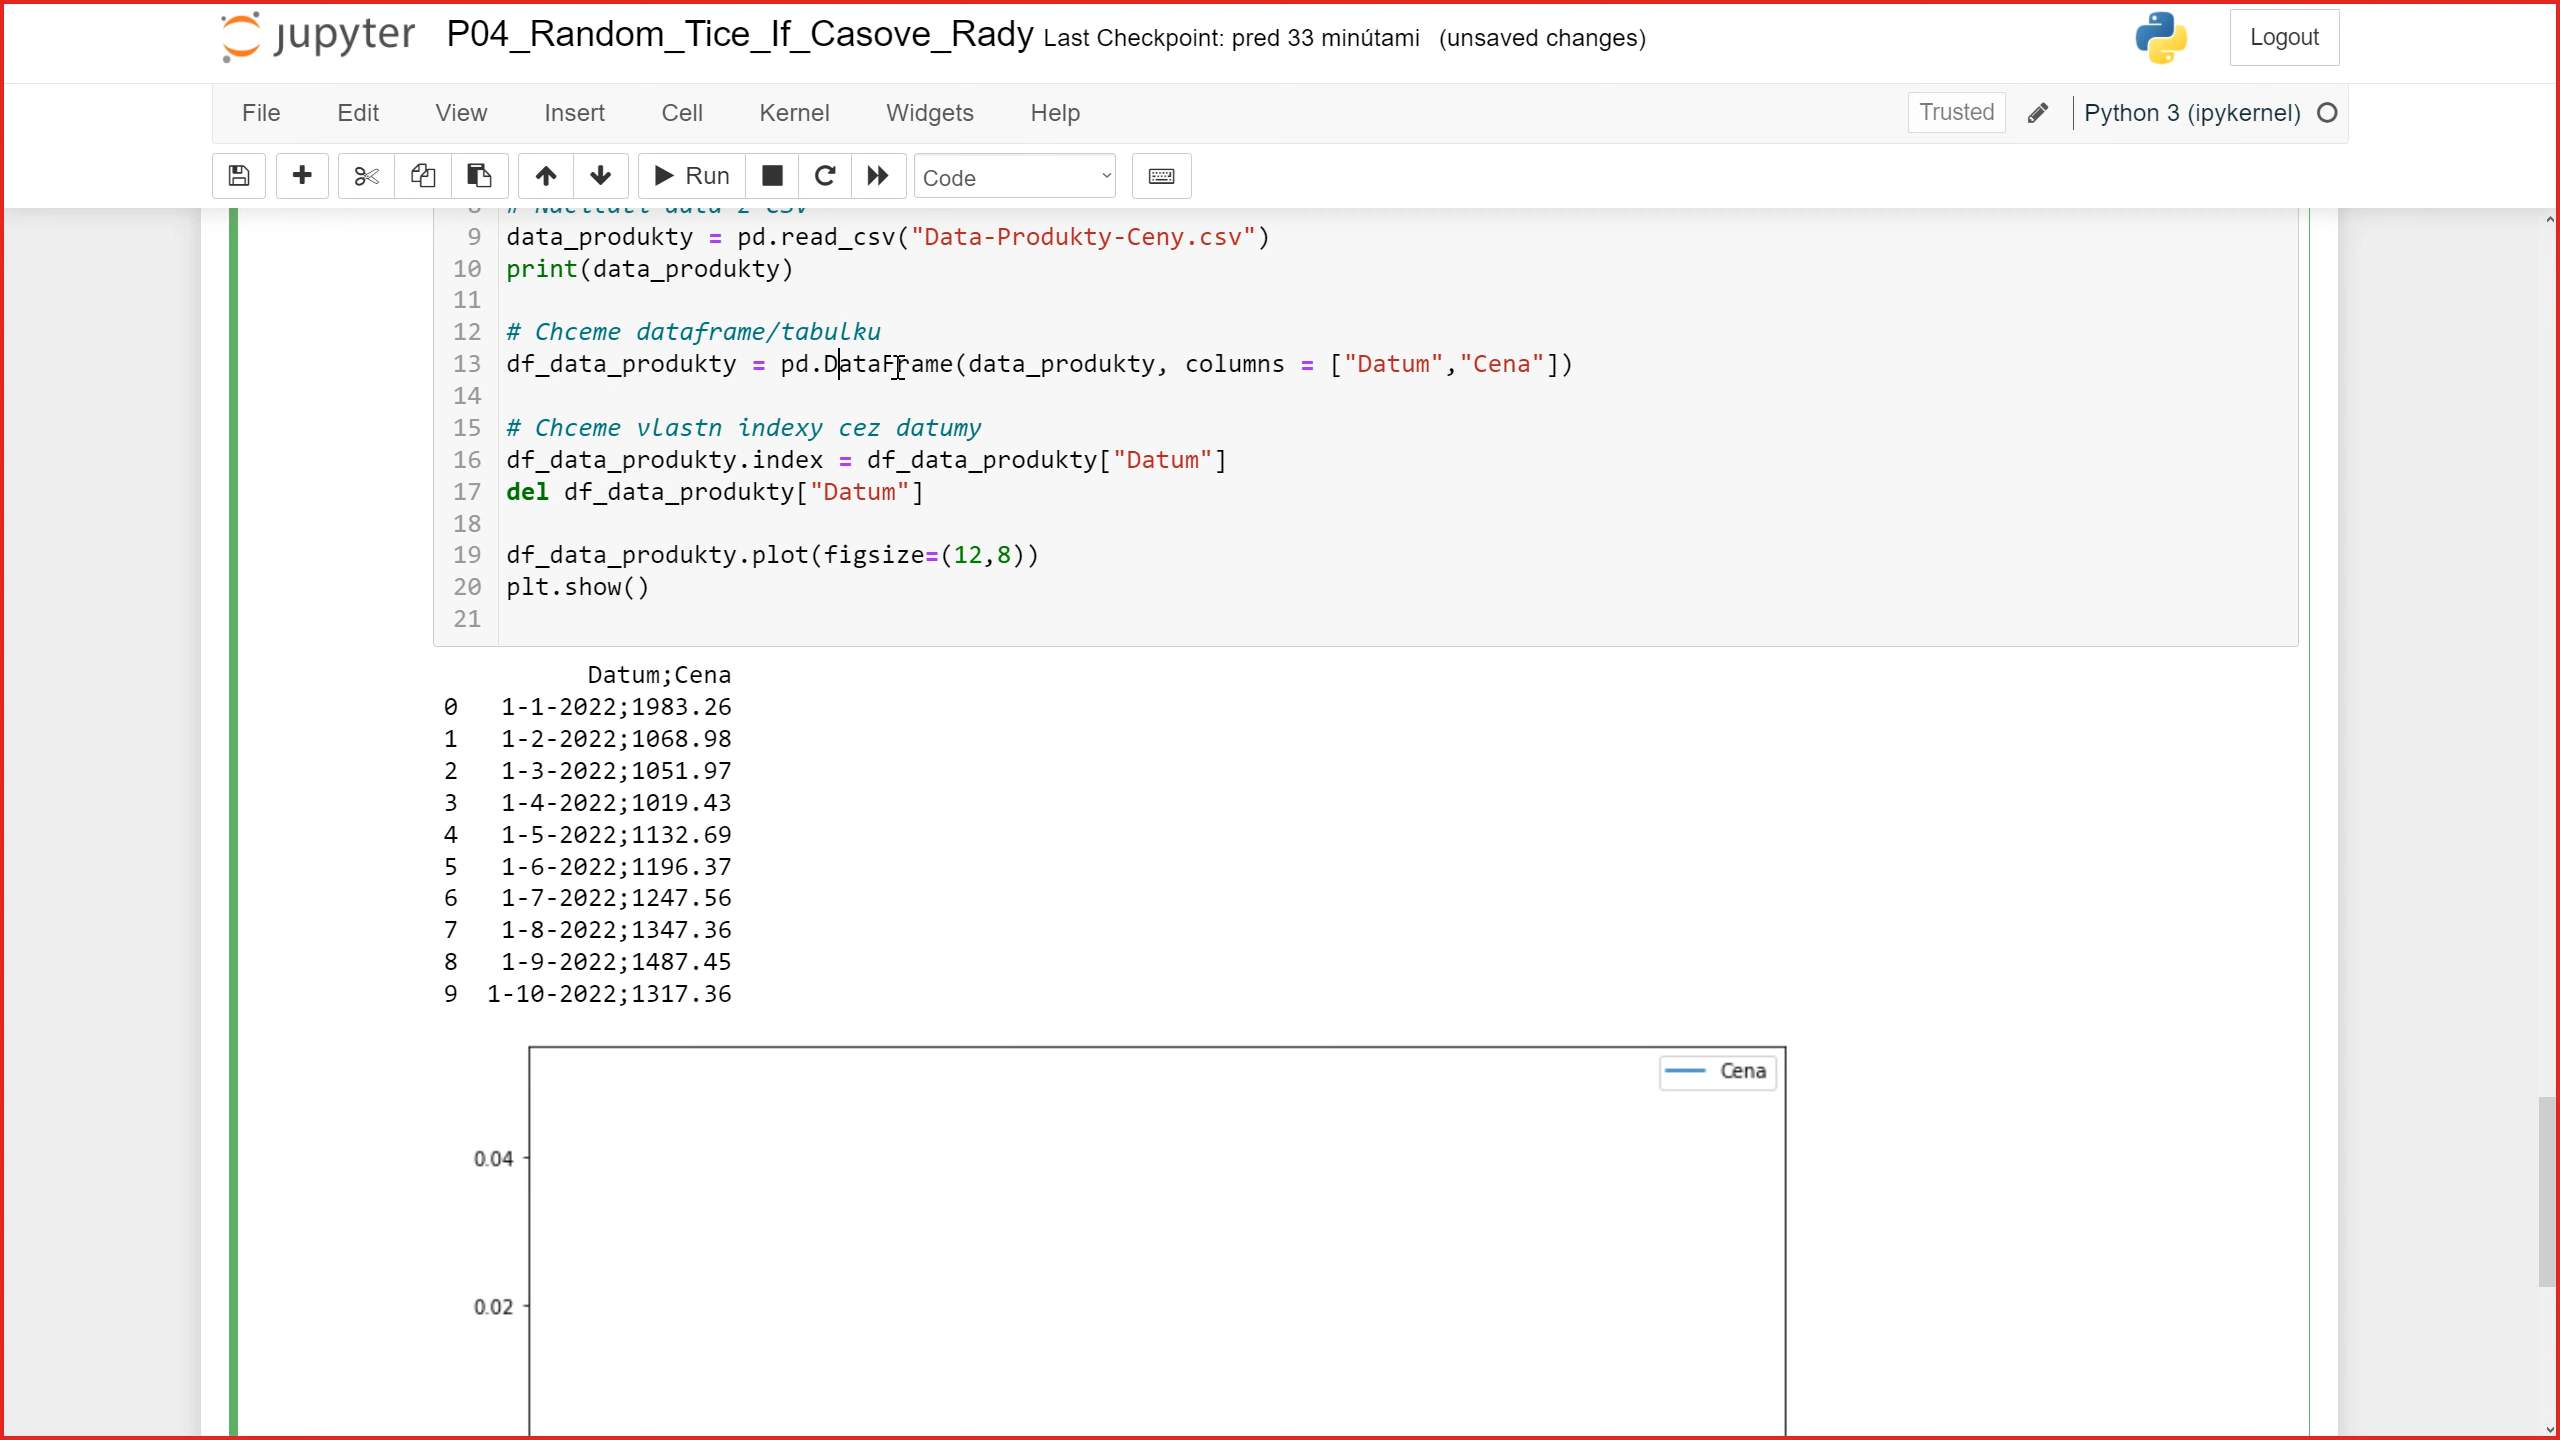 jupyter P04_Random_Tice_If_Casove_Rady Last Checkpoint: pred 33 minútami (unsaved changes) Logout
File Edit View Insert Cell Kernel Widgets Help Trusted Python 3 (ipykernel)
Run Code
9 data_produkty = pd.read_csv("Data-Produkty-Ceny.csv")
10 print(data_produkty)
11
12 # Chceme dataframe/tabulku
13 df_data_produkty = pd.DataFrame(data_produkty, columns = ["Datum","Cena"])
14
15 # Chceme vlastn indexy cez datumy
16 df_data_produkty.index = df_data_produkty["Datum"]
17 del df_data_produkty["Datum"]
18
19 df_data_produkty.plot(figsize=(12,8))
20 plt.show()
21
Datum;Cena
0 1-1-2022;1983.26
1 1-2-2022;1068.98
2 1-3-2022;1051.97
3 1-4-2022;1019.43
4 1-5-2022;1132.69
5 1-6-2022;1196.37
6 1-7-2022;1247.56
7 1-8-2022;1347.36
8 1-9-2022;1487.45
9 1-10-2022;1317.36
Cena
0.04
0.02